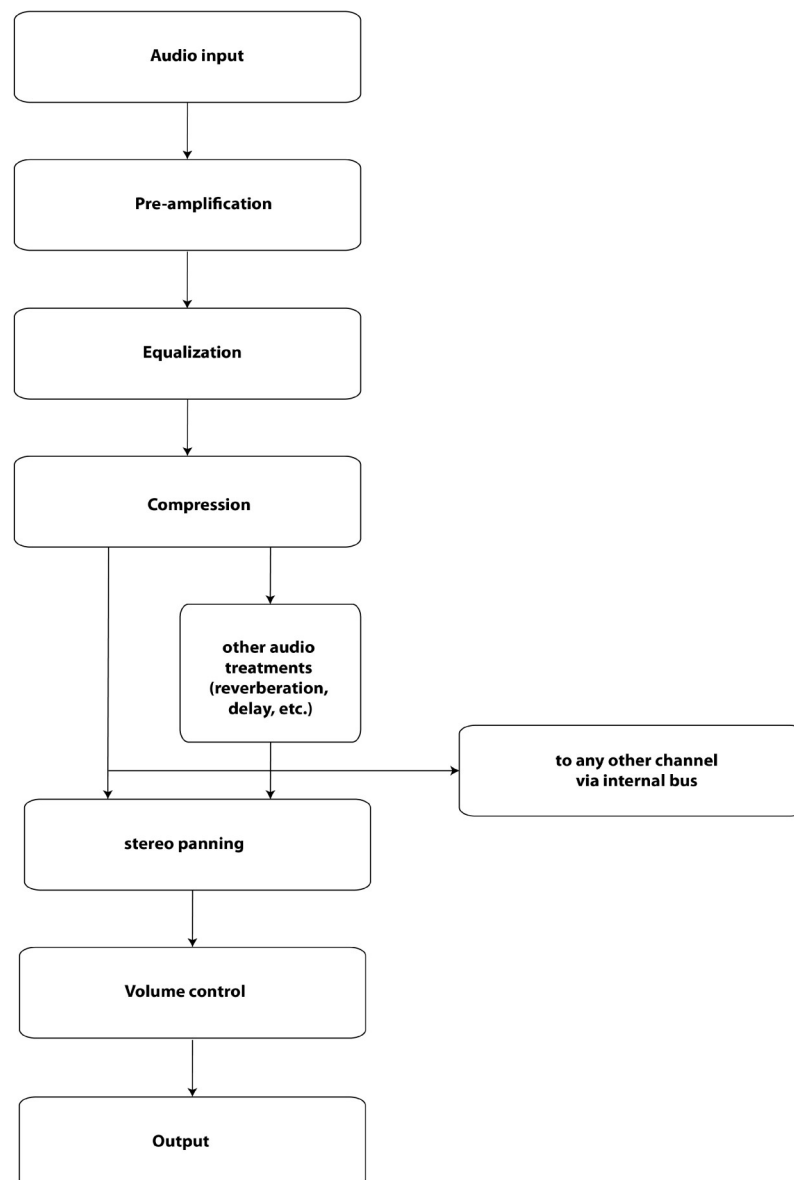 Audio input
Pre-amplification
Equalization
Compression
other audio
treatments
(reverberation,
delay, etc.)
to any other channel
via internal bus
stereo panning
Volume control
Output